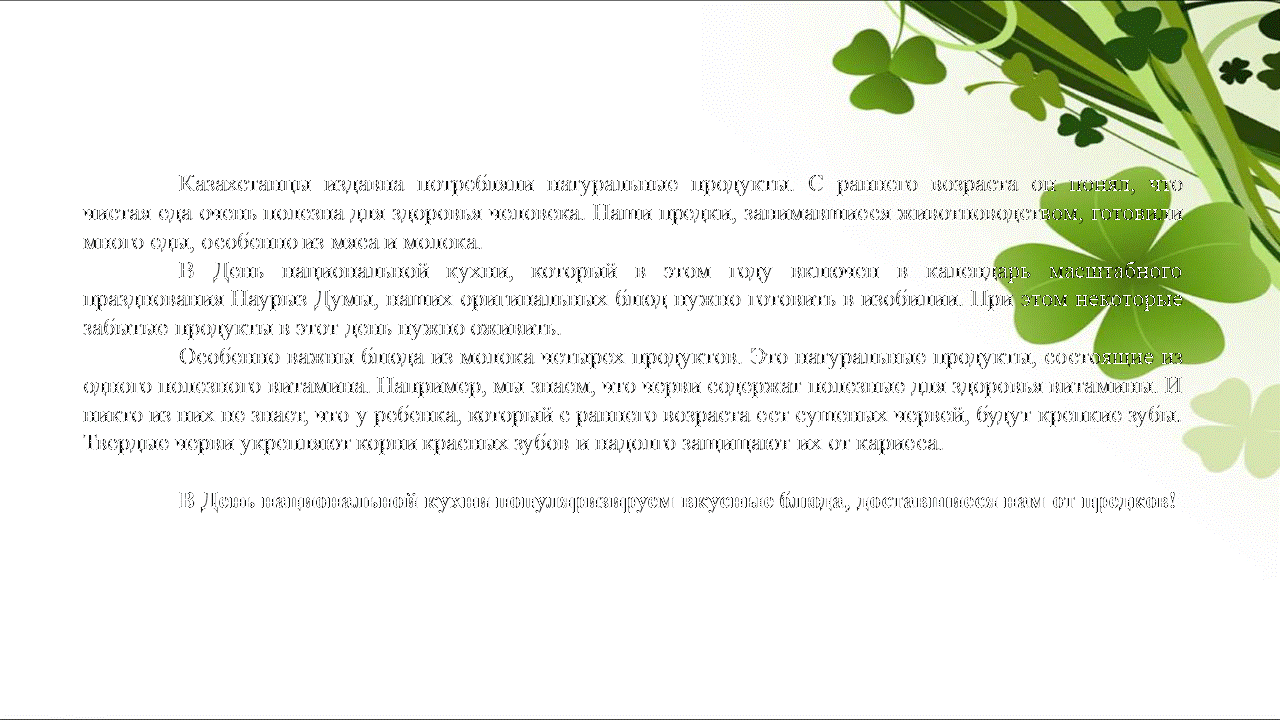 Казахстанцы издавна потребляли натуральные продукты. С раннего возраста он понял, что
чистая еда очень полезна для здоровья человека. Наши предки, занимавшиеся животноводством, готовили
много еды, особенно из мяса и молока.
В День национальной кухни, который в этом году включен в календарь масштабного
празднования Наурыз Думы, наших оригинальных блюд нужно готовить в изобилии. При этом некоторые
забытые продукты в этот день нужно оживить.
Особенно важны блюда из молока четырех продуктов. Это натуральные продукты, состоящие из
одного полезного витамина. Например, мы знаем, что черви содержат полезные для здоровья витамины. И
никто из них не знает, что у ребенка, который с раннего возраста ест сушеных червей, будут крепкие зубы.
Твердые черви укрепляют корни красных зубов и надолго защищают их от кариеса.
В День национальной кухни популяризируем вкусные блюда, доставшиеся нам от предков!